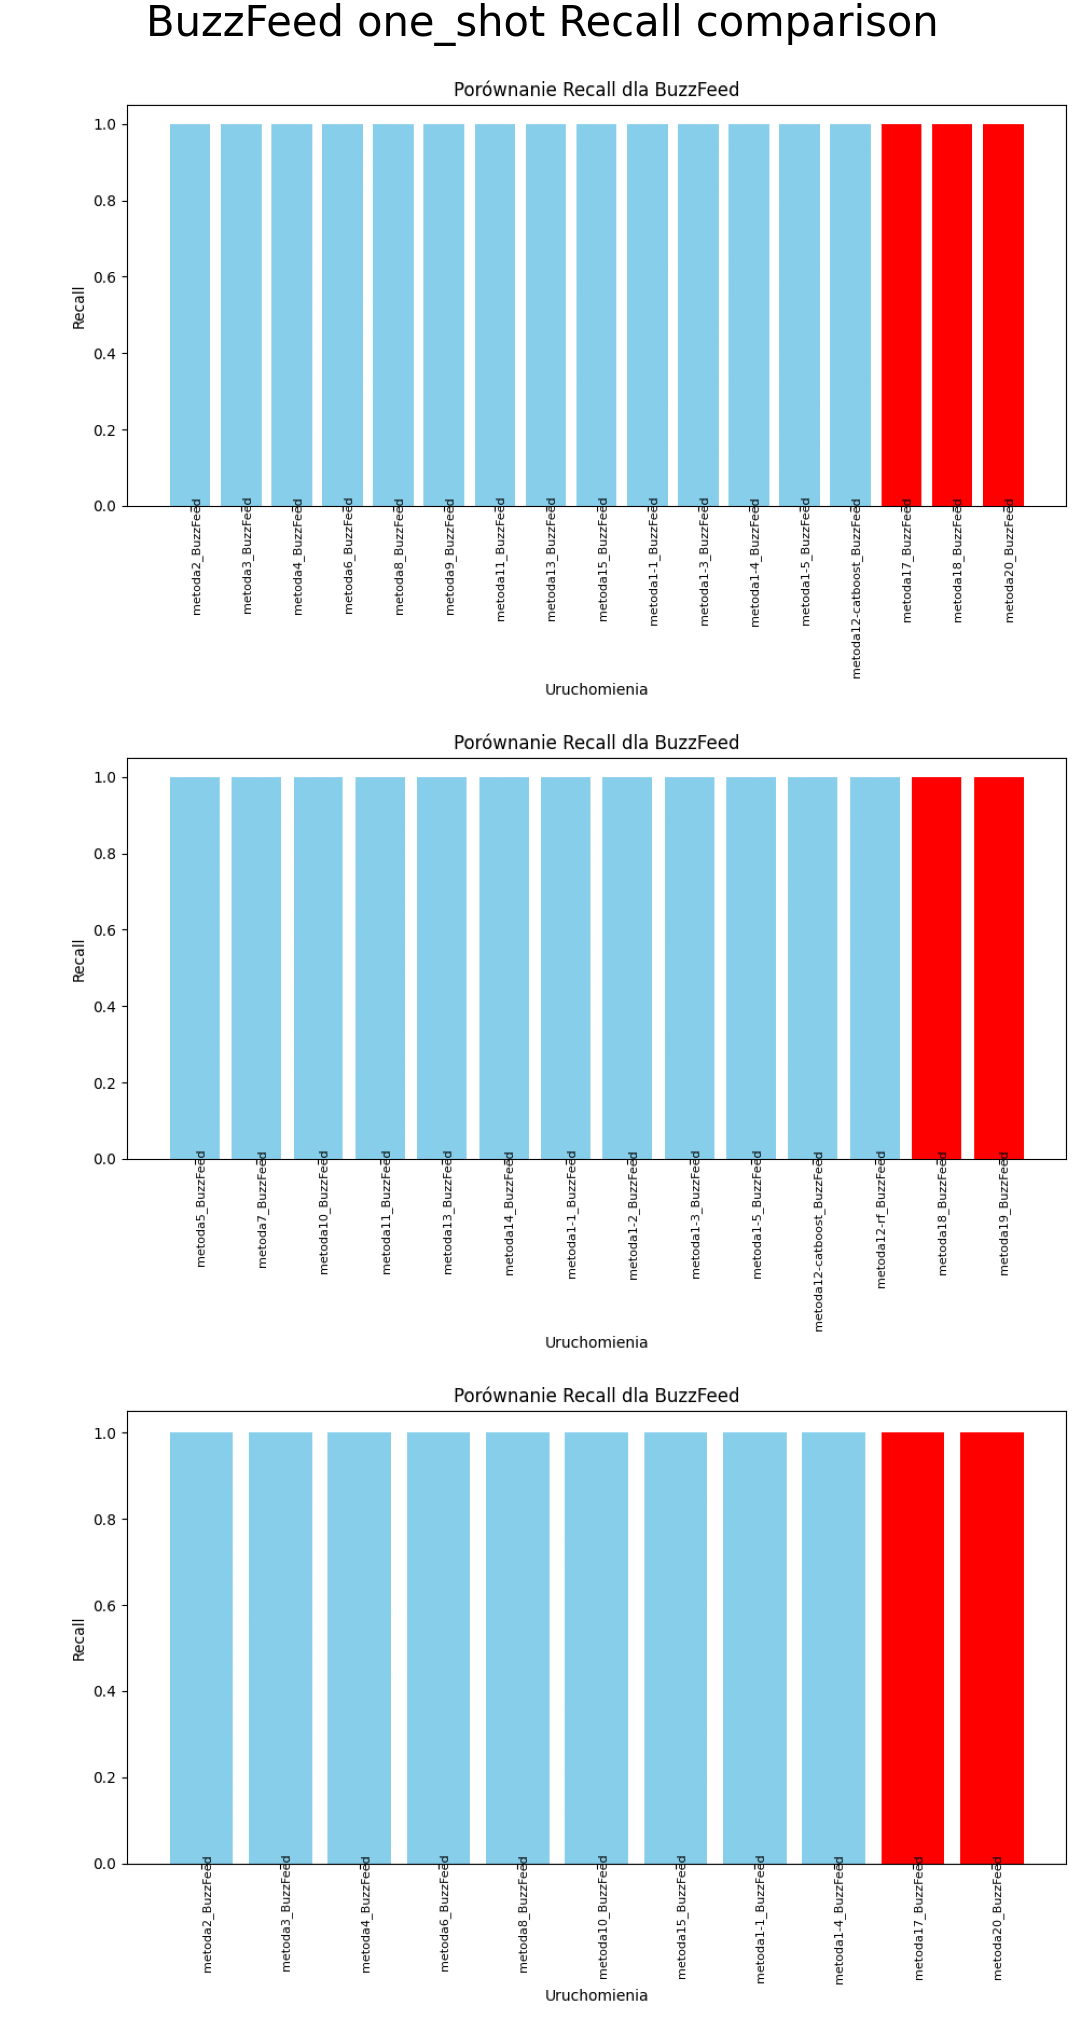 BuzzFeed one_shot Recall comparison
Porównanie Recall dla BuzzFeed
1.0
0.8
0.6
0.4
0.2
0.0
Recall
metoda2_BuzzFeed
metoda3_BuzzFeed
metoda4_BuzzFeed
metoda6_BuzzFeed
metoda8_BuzzFeed
metoda9_BuzzFeed
metoda11_BuzzFeed
metoda13_BuzzFeed
metoda15_BuzzFeed
metoda1-1_BuzzFeed
metoda1-3_BuzzFeed
metoda1-4_BuzzFeed
metoda1-5_BuzzFeed
metoda12-catboost_BuzzFeed
metoda17_BuzzFeed
metoda18_BuzzFeed
metoda20_BuzzFeed
Uruchomienia
Porównanie Recall dla BuzzFeed
1.0
0.8
0.6
0.4
0.2
0.0
Recall
metoda5_BuzzFeed
metoda7_BuzzFeed
metoda10_BuzzFeed
metoda11_BuzzFeed
metoda13_BuzzFeed
metoda14_BuzzFeed
metoda1-1_BuzzFeed
metoda1-2_BuzzFeed
metoda1-3_BuzzFeed
metoda1-5_BuzzFeed
metoda12-catboost_BuzzFeed
metoda12-rf_BuzzFeed
metoda18_BuzzFeed
metoda19_BuzzFeed
Uruchomienia
Porównanie Recall dla BuzzFeed
1.0
0.8
0.6
0.4
0.2
0.0
Recall
metoda2_BuzzFeed
metoda3_BuzzFeed
metoda4_BuzzFeed
metoda6_BuzzFeed
metoda8_BuzzFeed
metoda10_BuzzFeed
metoda15_BuzzFeed
metoda1-1_BuzzFeed
metoda1-4_BuzzFeed
metoda17_BuzzFeed
metoda20_BuzzFeed
Uruchomienia